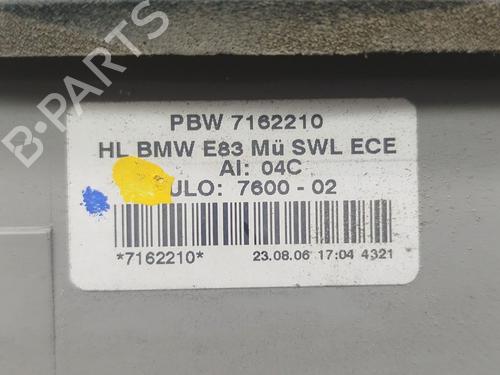 PBW 7162210
HL BMW E83 Mü SWL ECE
AI: 04C
ULO: 7600 - 02
*7162210* 23.08.06 17:04 4321